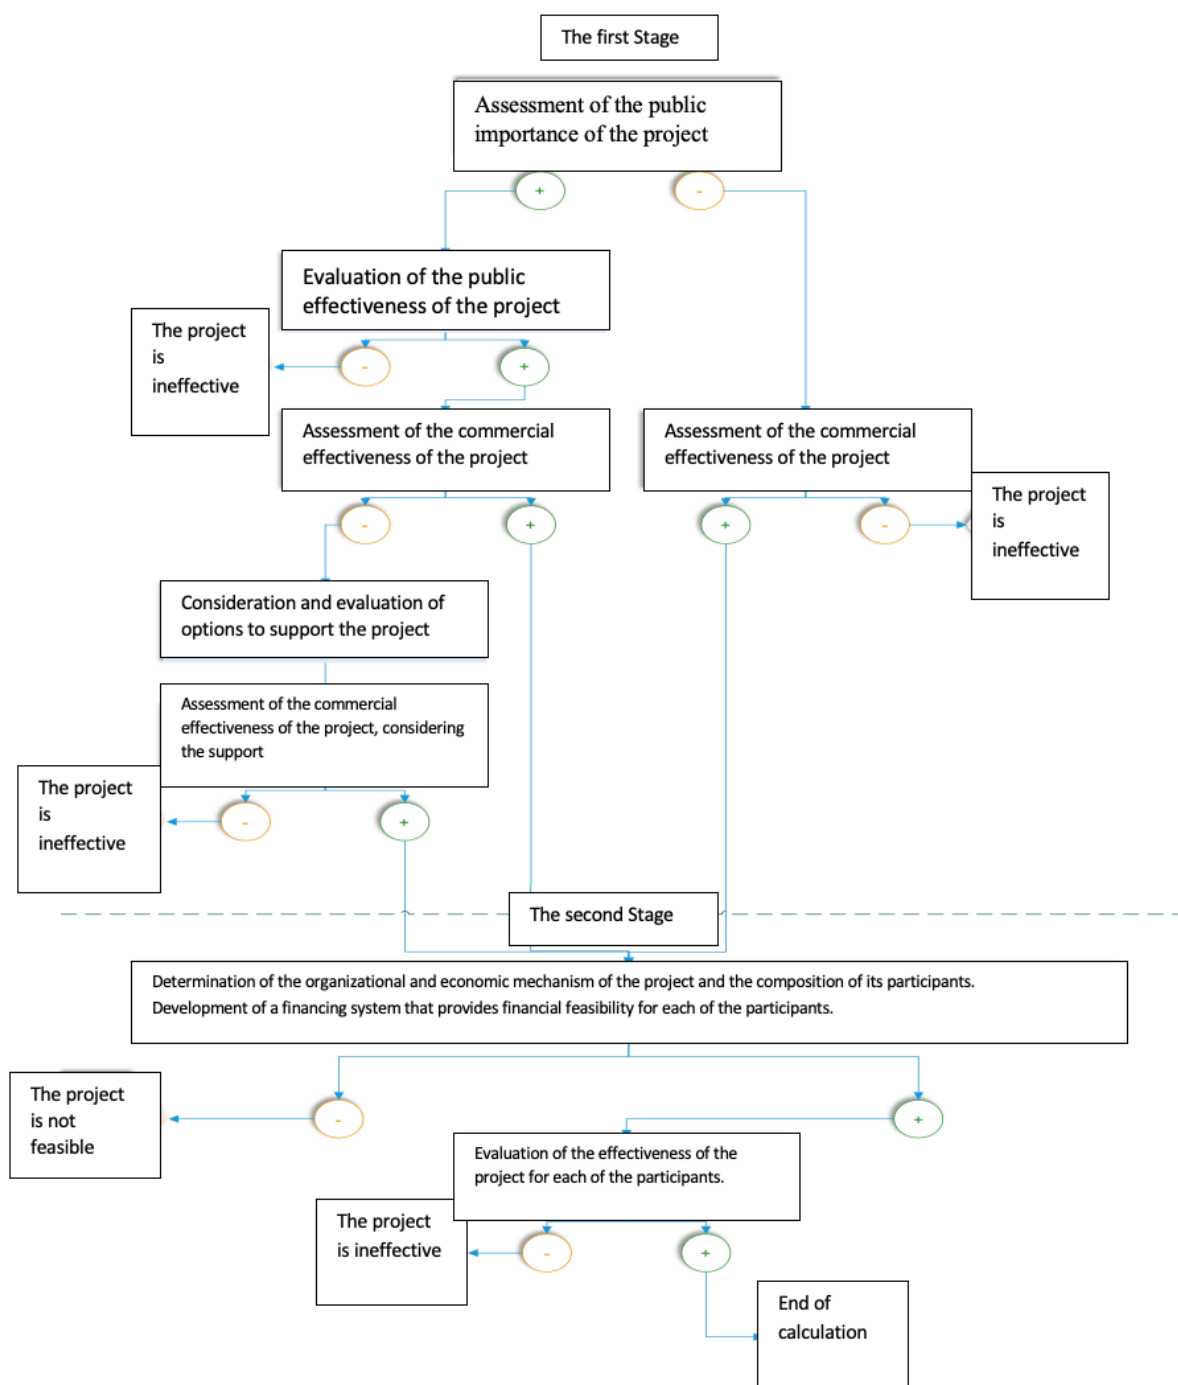 The first Stage
Assessment of the public
importance of the project
+
-
Evaluation of the public
effectiveness of the project
The project
is
ineffective
-
+
Assessment of the commercial
effectiveness of the project
Assessment of the commercial
effectiveness of the project
-
+
+
-
The project
is
ineffective
Consideration and evaluation of
options to support the project
Assessment of the commercial
effectiveness of the project, considering
the support
The project
is
ineffective
-
+
The second Stage
Determination of the organizational and economic mechanism of the project and the composition of its participants.
Development of a financing system that provides financial feasibility for each of the participants.
The project
is not
feasible
-
+
Evaluation of the effectiveness of the
project for each of the participants.
The project
is ineffective
-
+
End of
calculation